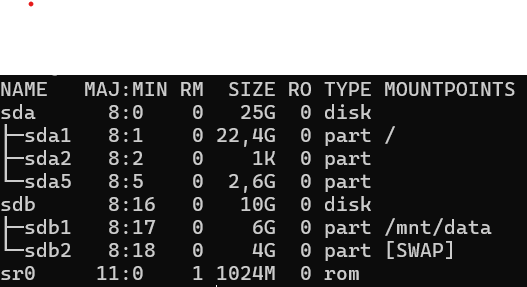 NAME   MAJ:MIN RM   SIZE RO TYPE MOUNTPOINTS
sda      8:0    0    25G  0 disk
├─sda1   8:1    0 22,4G  0 part /
├─sda2   8:2    0     1K  0 part
└─sda5   8:5    0   2,6G  0 part
sdb      8:16   0    10G  0 disk
├─sdb1   8:17   0     6G  0 part /mnt/data
└─sdb2   8:18   0     4G  0 part [SWAP]
sr0     11:0    1 1024M  0 rom